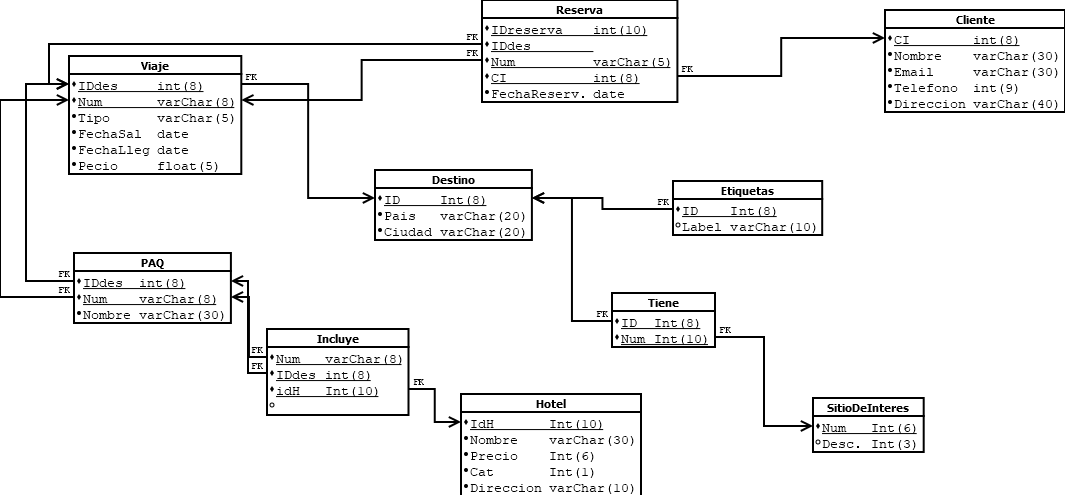 Reserva
IDreserva int(10)
IDdes
Num varChar(5)
CI int(8)
FechaReserv. date
FK
FK
FK
Cliente
CI int(8)
Nombre varChar(30)
Email varChar(30)
Telefono int(9)
Direccion varChar(40)
Viaje
IDdes int(8)
Num varChar(8)
Tipo varChar(5)
FechaSal date
FechaLleg date
Pecio float(5)
FK
Destino
ID Int(8)
Pais varChar(20)
Ciudad varChar(20)
Etiquetas
FK
ID Int(8)
Label varChar(10)
PAQ
FK
IDdes int(8)
FK
Num varChar(8)
Nombre varChar(30)
Tiene
FK
ID Int(8)
Num Int(10)
FK
Incluye
FK
Num varChar(8)
FK
IDdes int(8)
idH Int(10)
FK
Hotel
IdH Int(10)
Nombre varChar(30)
Precio Int(6)
Cat Int(1)
Direccion varChar(10)
SitioDeInteres
Num Int(6)
Desc. Int(3)